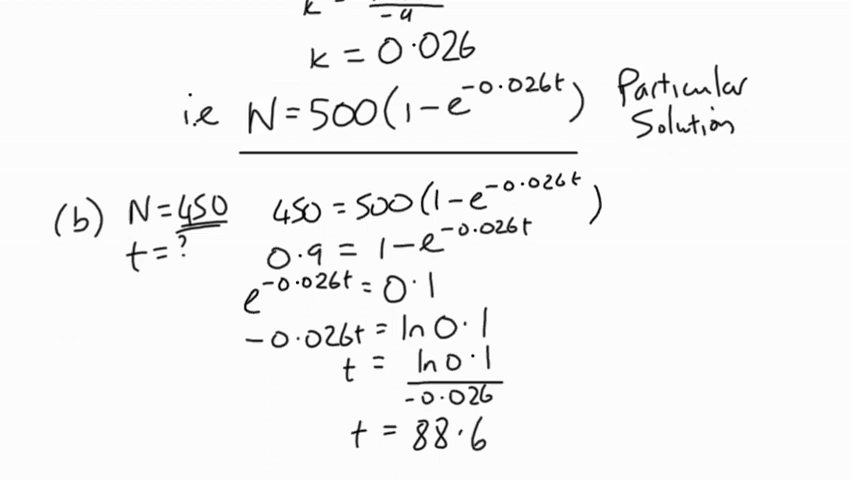 k =
-4
k = 0.026
i.e N = 500(1 - e^-0.026t) Particular
Solution
(b) N = 450 450 = 500(1 - e^-0.026t)
t = ? 0.9 = 1 - e^-0.026t
e^-0.026t = 0.1
-0.026t = ln 0.1
t = ln 0.1
-0.026
t = 88.6